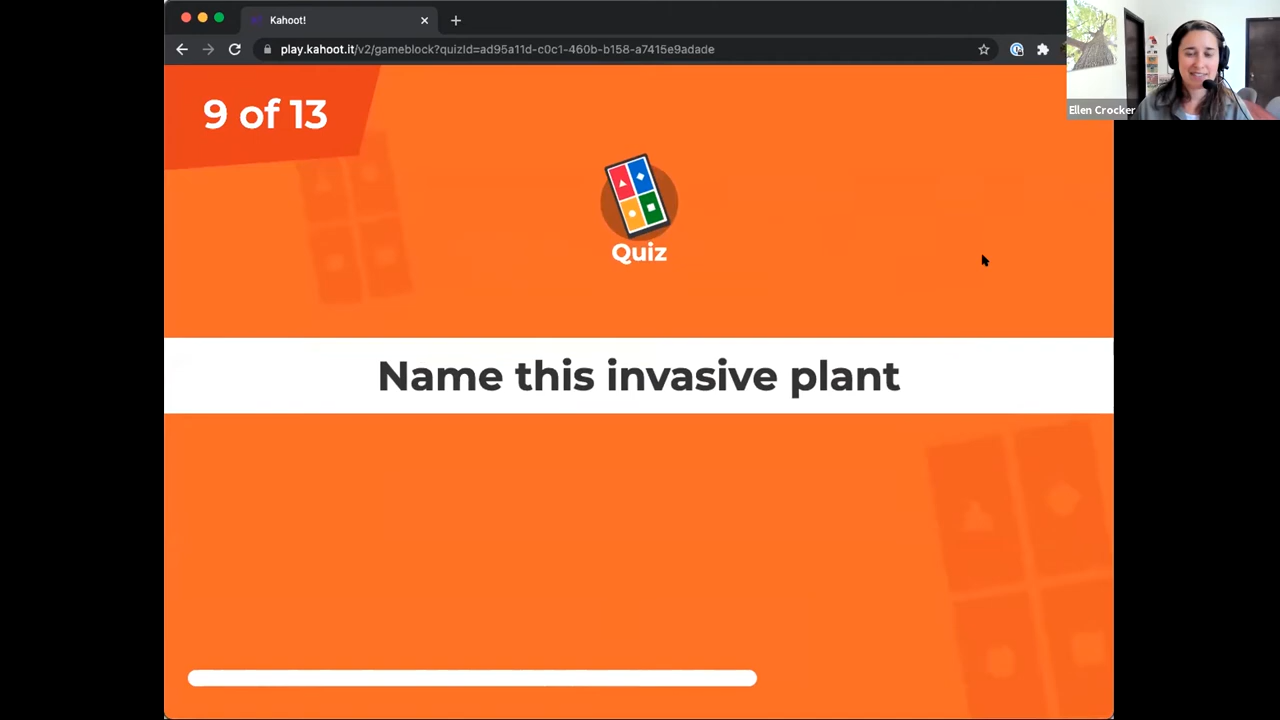 Kahoot!
play.kahoot.it/v2/gameblock?quizId=ad95a11d-c0c1-460b-b158-a7415e9adade
Ellen Crocker
9 of 13
Quiz
Name this invasive plant